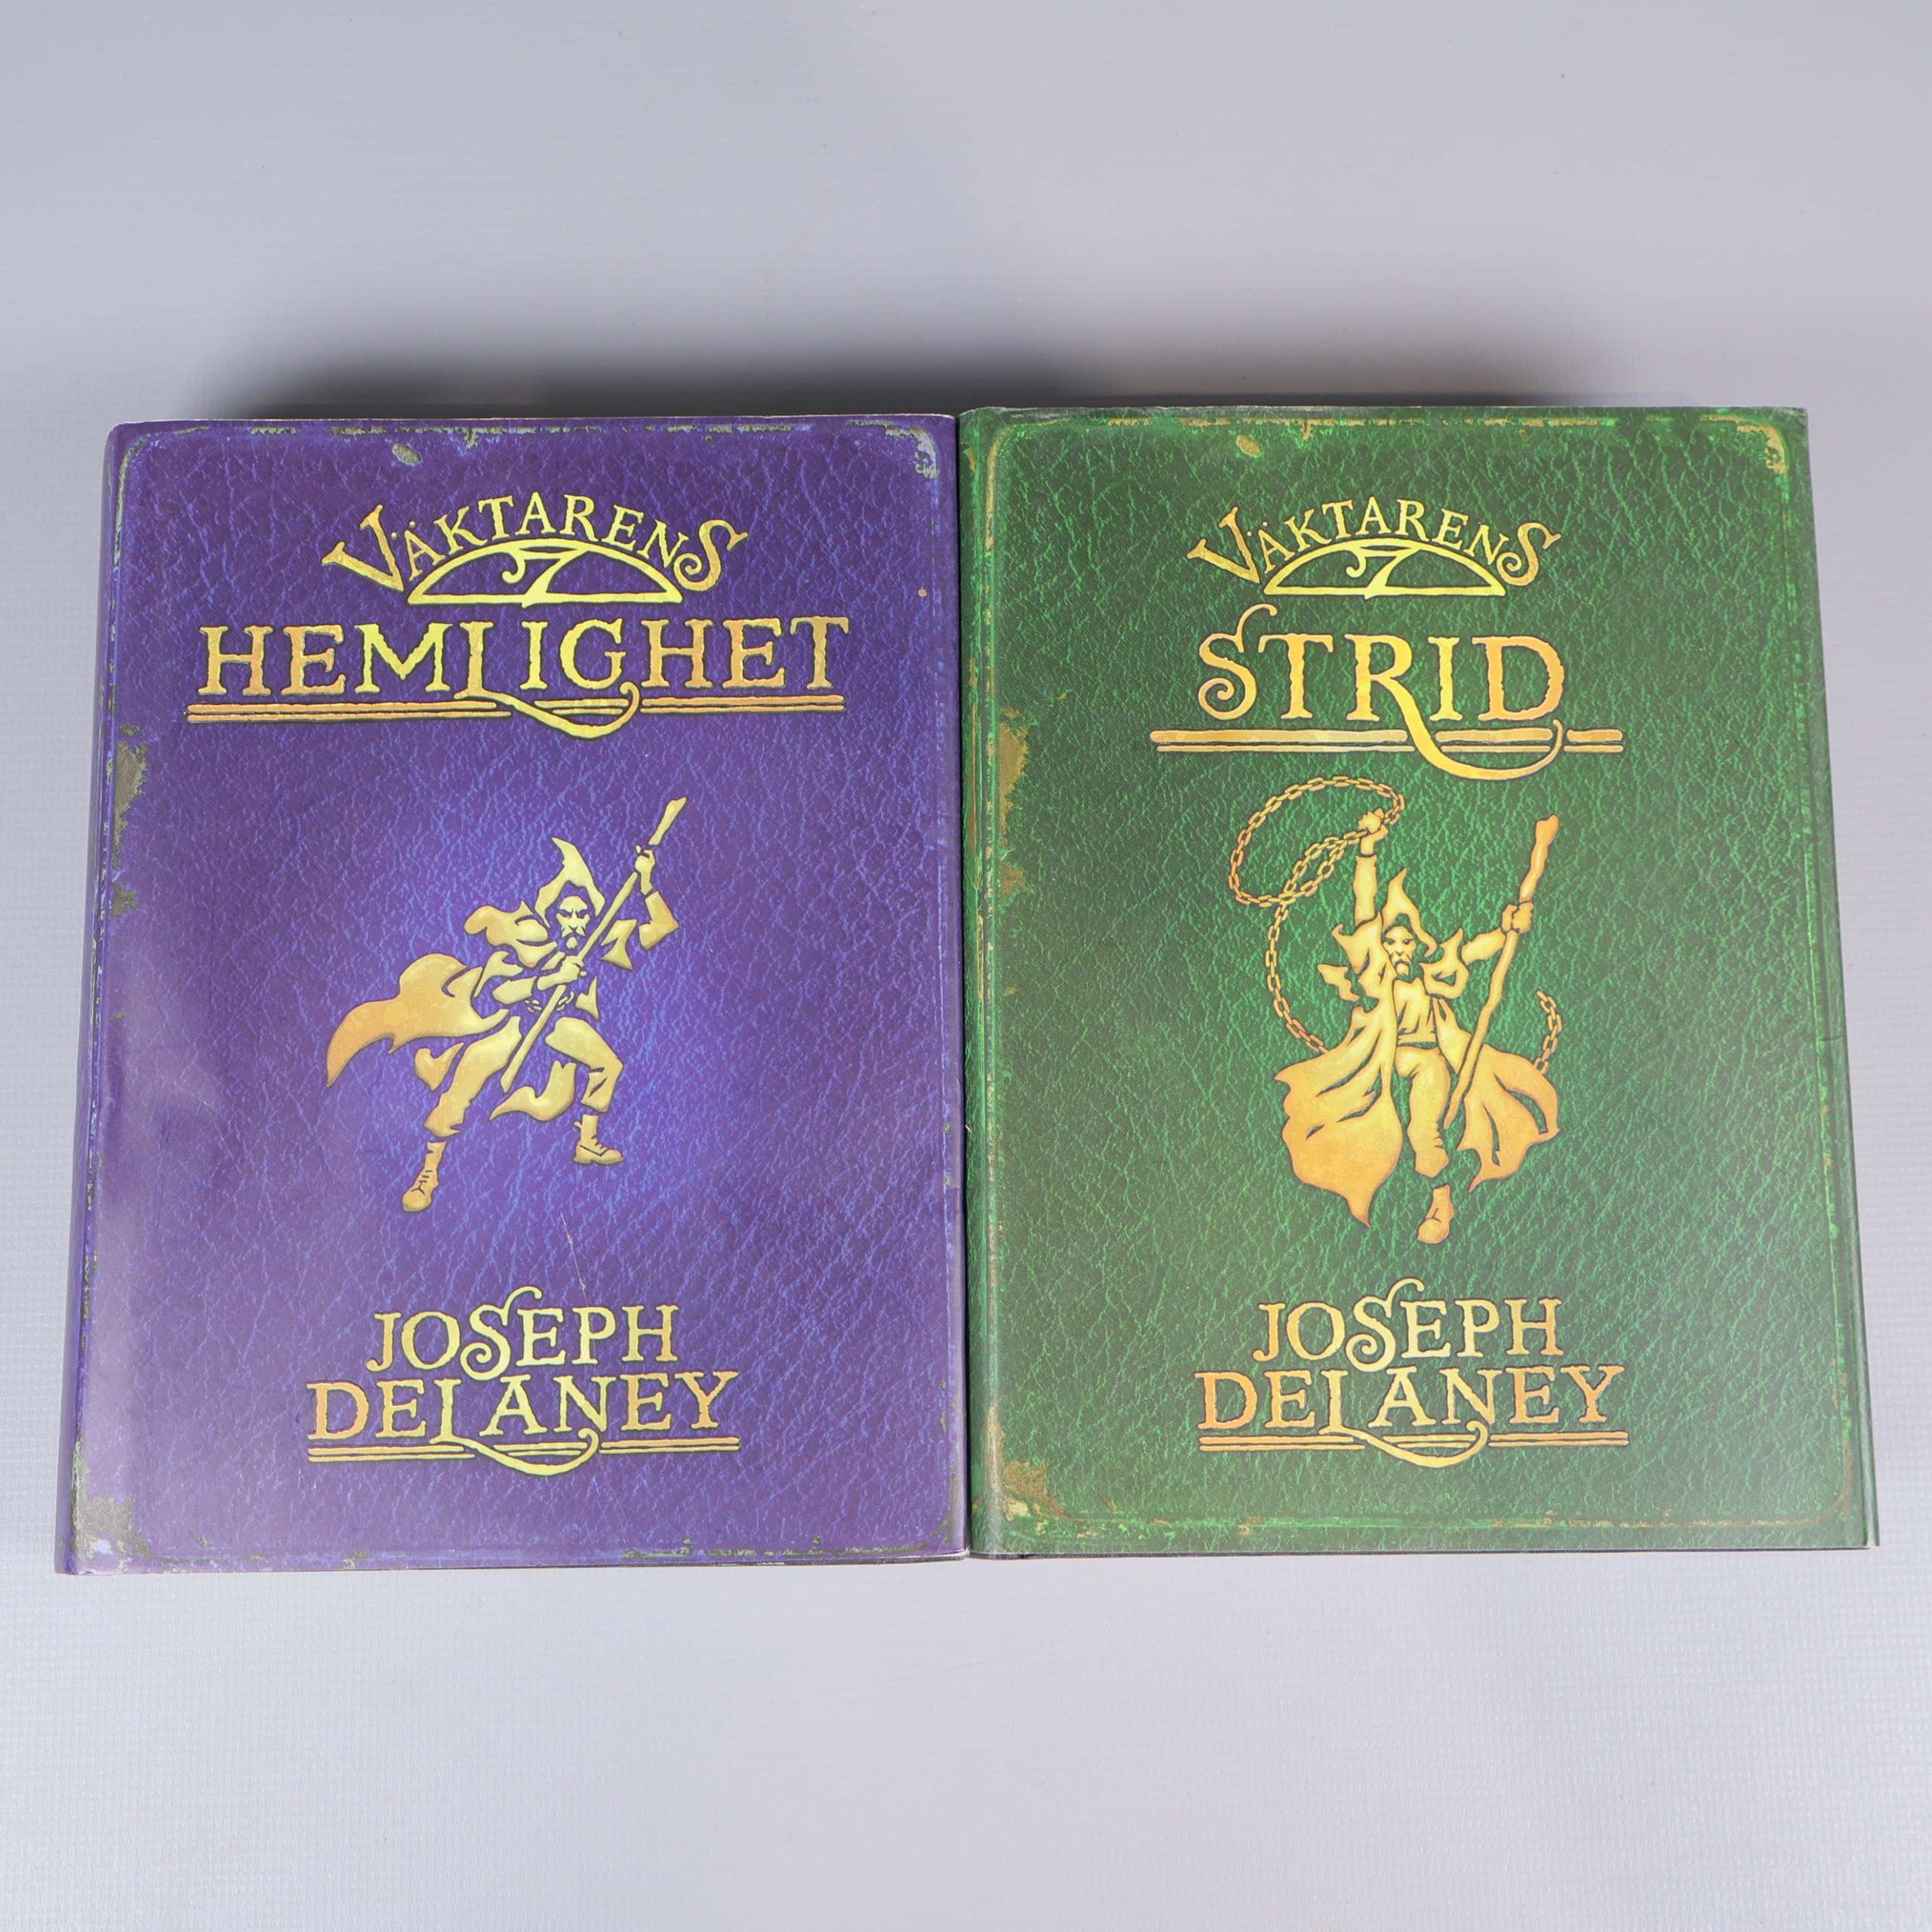 VÄKTARENS
HEMLIGHET
JOSEPH
DELANEY
VÄKTARENS
STRID
JOSEPH
DELANEY